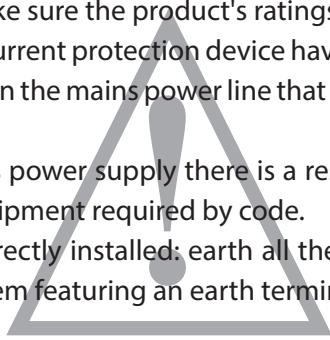 ke sure the product's ratings
urrent protection device hav
n the mains power line that
s power supply there is a re
ipment required by code.
rectly installed: earth all the
em featuring an earth termi